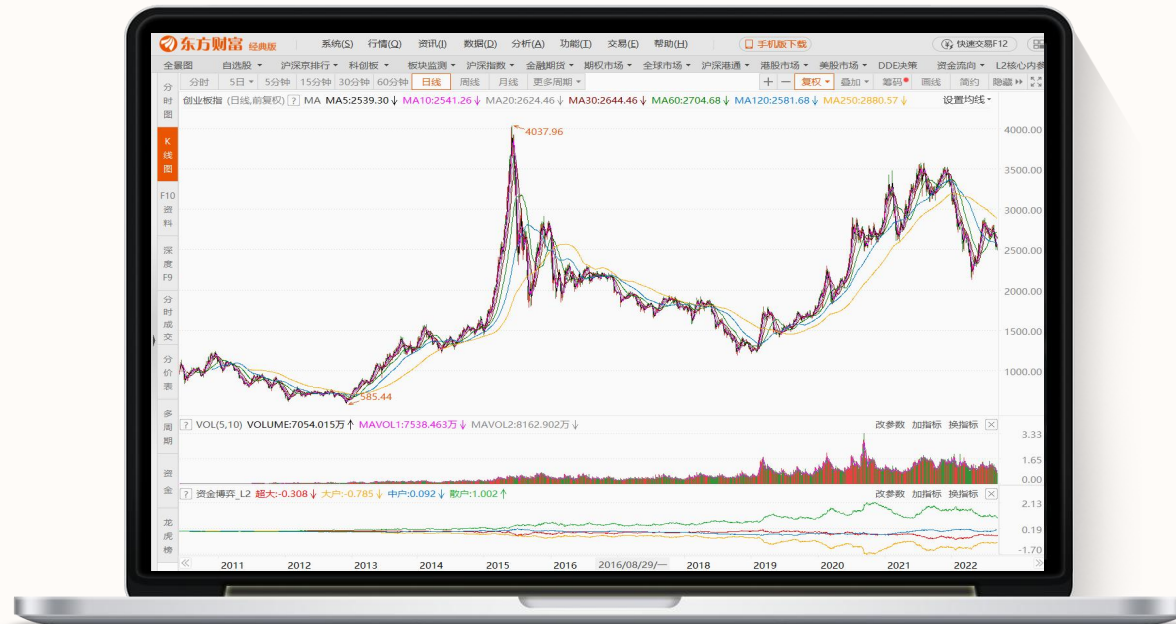 东方财富 经典版 系统(S) 行情(Q) 资讯(I) 数据(D) 分析(A) 功能(T) 交易(E) 帮助(H) 手机版下载 快速交易F12
全景图 自选股 沪深京排行 科创板 板块监测 沪深指数 金融期货 期权市场 全球市场 沪深港通 港股市场 美股市场 DDE决策 资金流向 L2核心内参
分时 5日 5分钟 15分钟 30分钟 60分钟 日线 周线 月线 更多周期 + − 复权 叠加 筹码 画线 简约 隐藏
创业板指 (日线,前复权) ? MA MA5:2539.30↓ MA10:2541.26↓ MA20:2624.46↓ MA30:2644.46↓ MA60:2704.68↓ MA120:2581.68↓ MA250:2880.57↓ 设置均线
分时图
K线图
F10资料
深度F9
分时成交
分价表
多周期
资金
龙虎榜
4037.96
585.44
4000.00
3500.00
3000.00
2500.00
2000.00
1500.00
1000.00
? VOL(5,10) VOLUME:7054.015万↑ MAVOL1:7538.463万↓ MAVOL2:8162.902万↓ 改参数 加指标 换指标
3.33
1.65
0.00
? 资金博弈_L2 超大:-0.308↓ 大户:-0.785↓ 中户:0.092↓ 散户:1.002↑ 改参数 加指标 换指标
2.13
0.19
-1.70
2011 2012 2013 2014 2015 2016 2016/08/29/一 2018 2019 2020 2021 2022